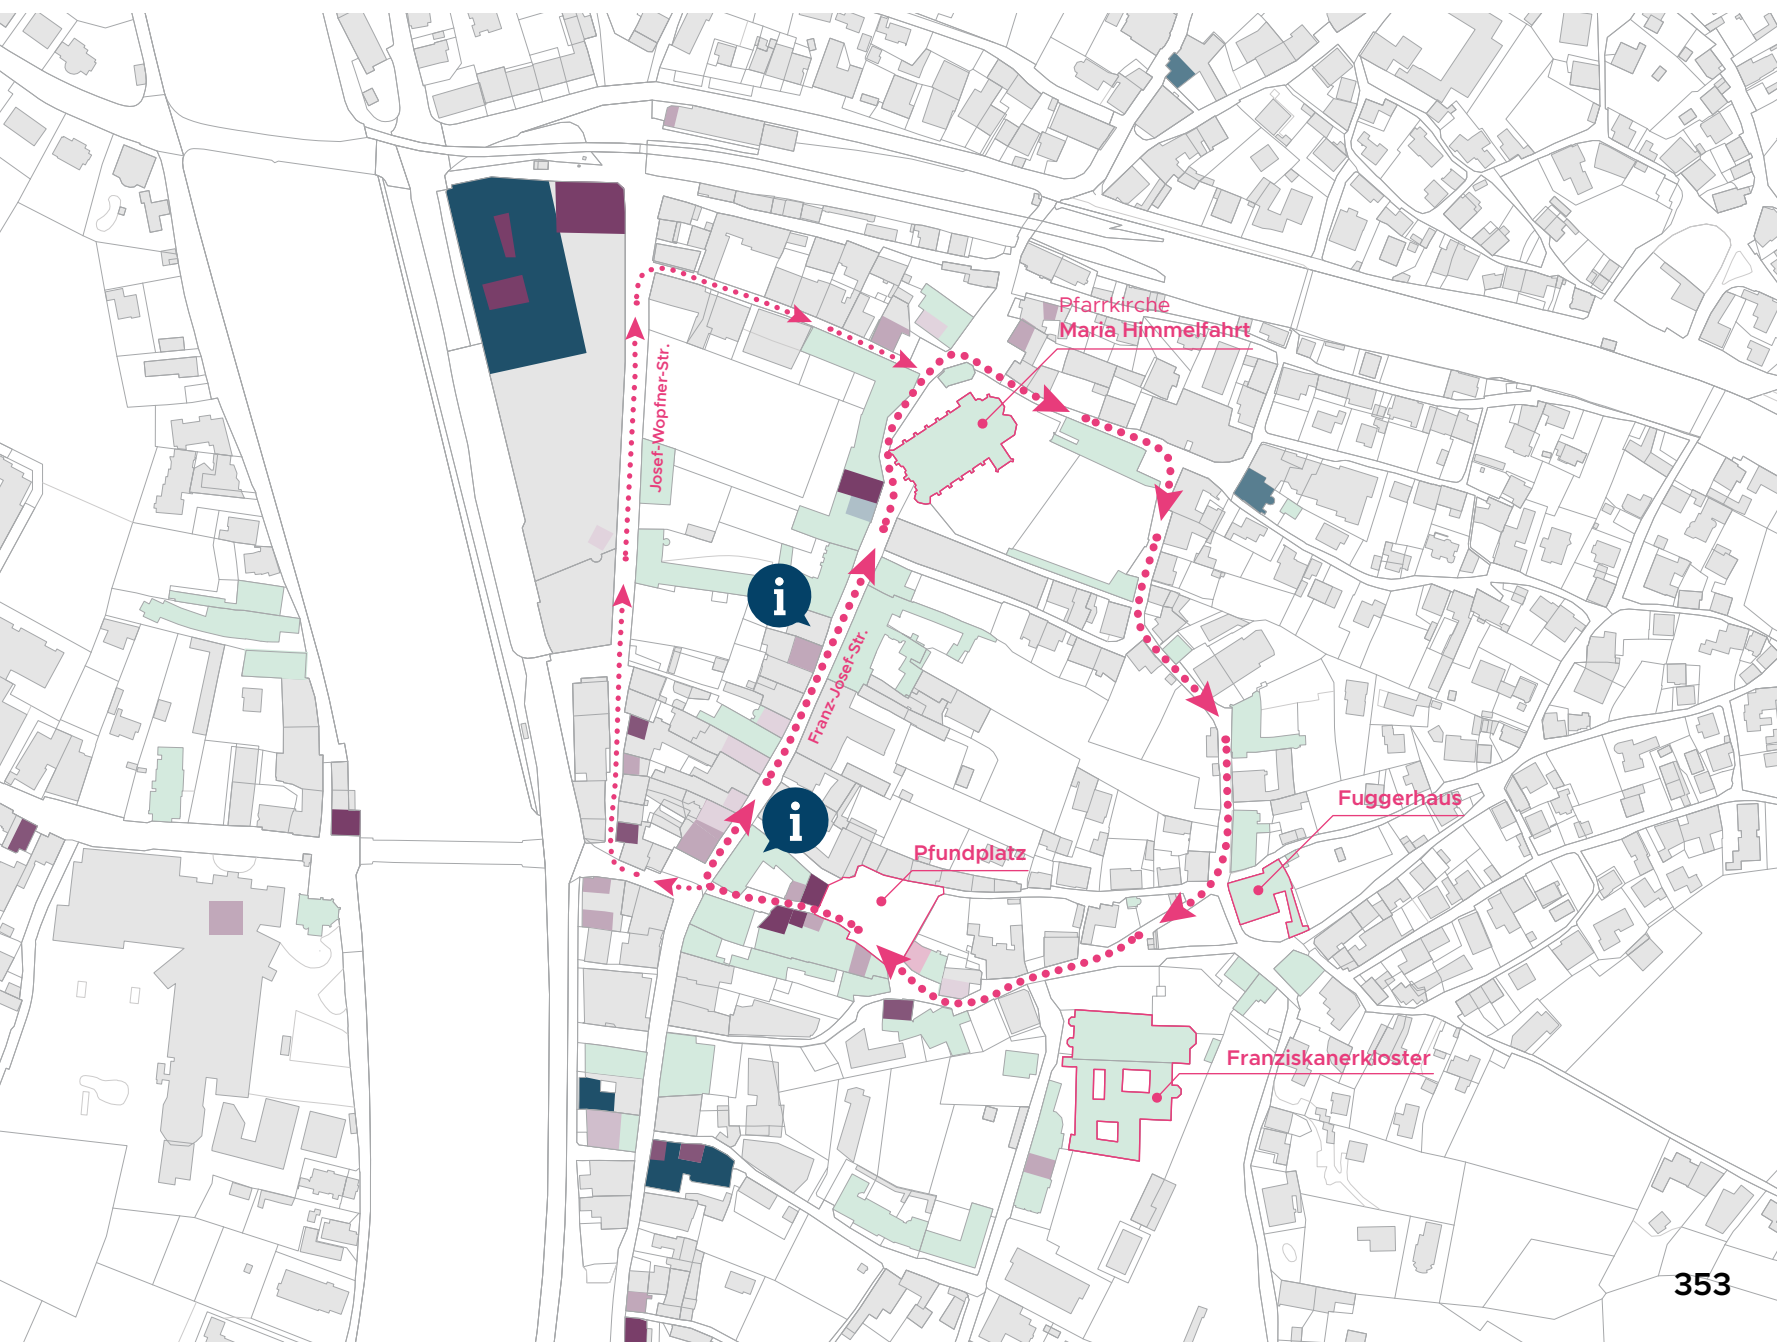 Pfarrkirche
Maria Himmelfahrt
Josef-Wopfner-Str.
i
Franz-Josef-Str.
i
Fuggerhaus
Pfundplatz
Franziskanerkloster
353